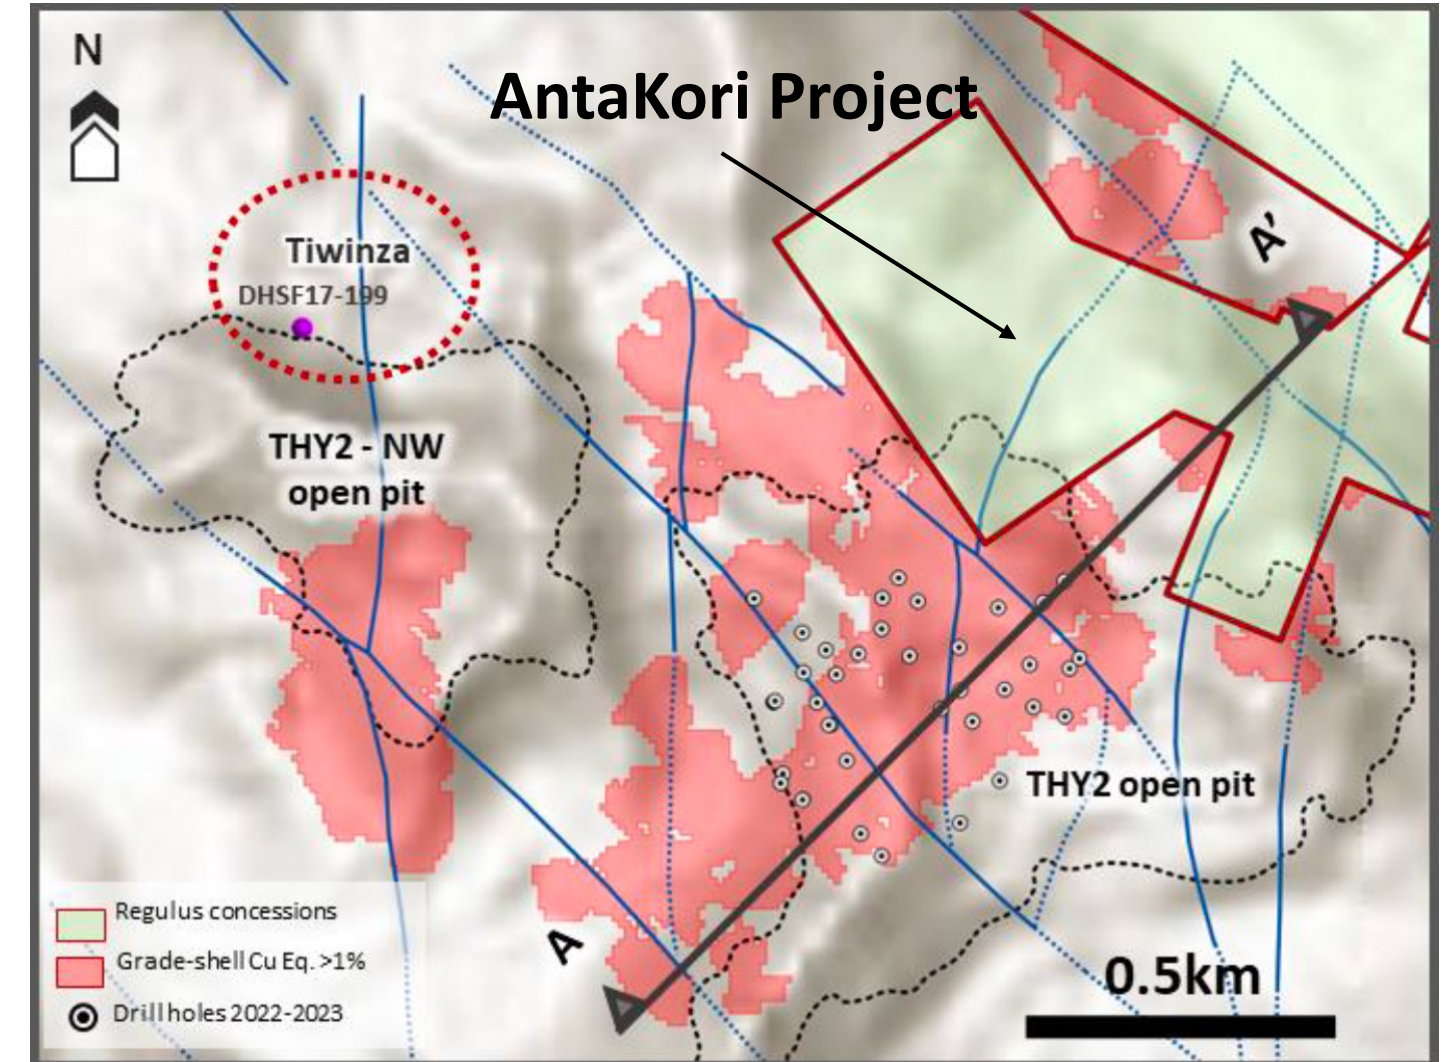 N
AntaKori Project
A'
Tiwinza
DHSF17-199
THY2 - NW
open pit
THY2 open pit
A
Regulus concessions
Grade-shell Cu Eq. >1%
Drill holes 2022-2023
0.5km